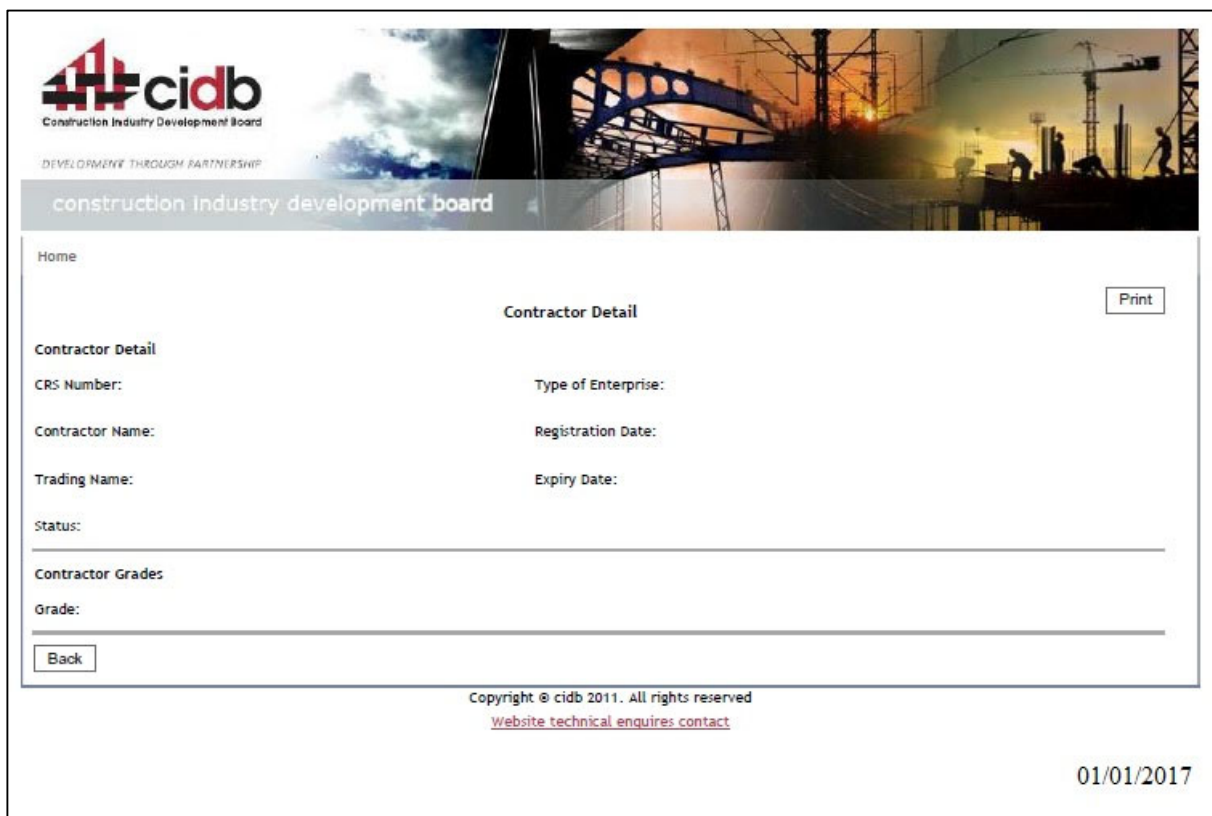 cidb
Construction Industry Development Board
DEVELOPMENT THROUGH PARTNERSHIP
construction industry development board
Home
Print
Contractor Detail
Contractor Detail
CRS Number: Type of Enterprise:
Contractor Name: Registration Date:
Trading Name: Expiry Date:
Status:
Contractor Grades
Grade:
Back
Copyright © cidb 2011. All rights reserved
Website technical enquires contact
01/01/2017